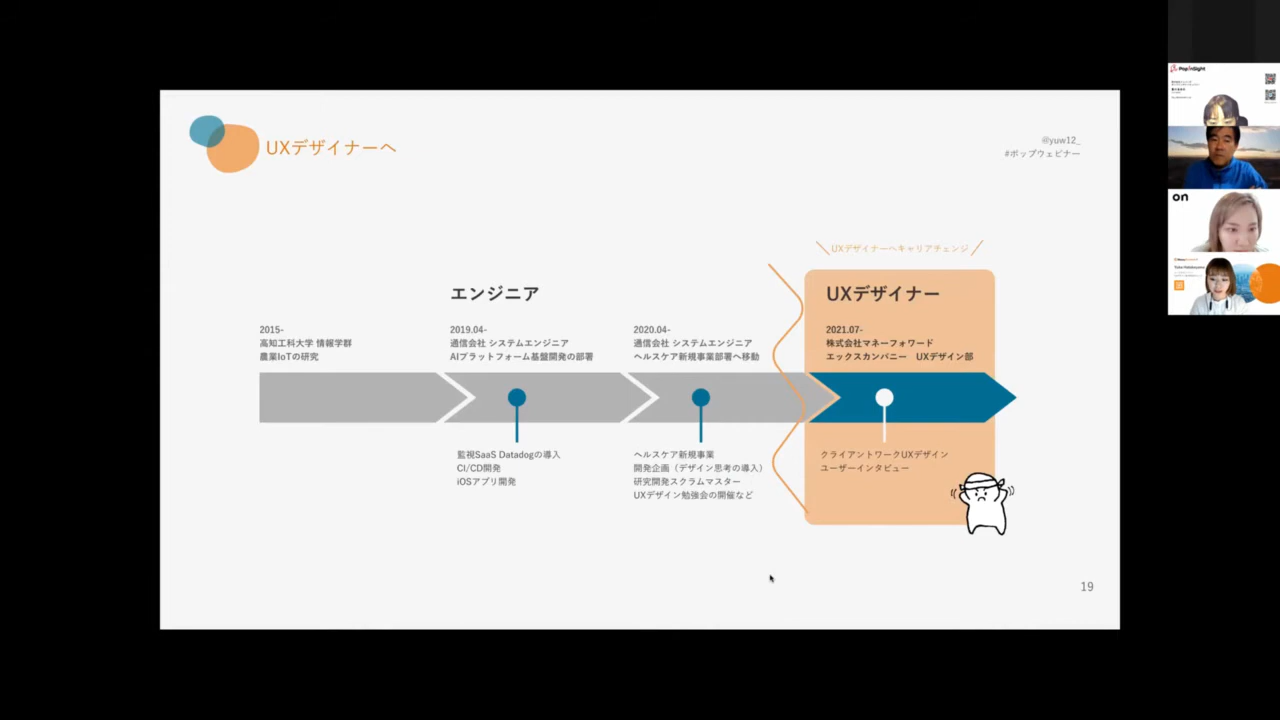 UXデザイナーへ
@yuw12_
#ポップウェビナー
UXデザイナーへキャリアチェンジ
エンジニア
UXデザイナー
2015-
高知工科大学 情報学群
農業IoTの研究
2019.04-
通信会社 システムエンジニア
AIプラットフォーム基盤開発の部署
2020.04-
通信会社 システムエンジニア
ヘルスケア新規事業部署へ移動
2021.07-
株式会社マネーフォワード
エックスカンパニー　UXデザイン部
監視SaaS Datadogの導入
CI/CD開発
iOSアプリ開発
ヘルスケア新規事業
開発企画（デザイン思考の導入）
研究開発スクラムマスター
UXデザイン勉強会の開催など
クライアントワークUXデザイン
ユーザーインタビュー
19
PopInSight
on